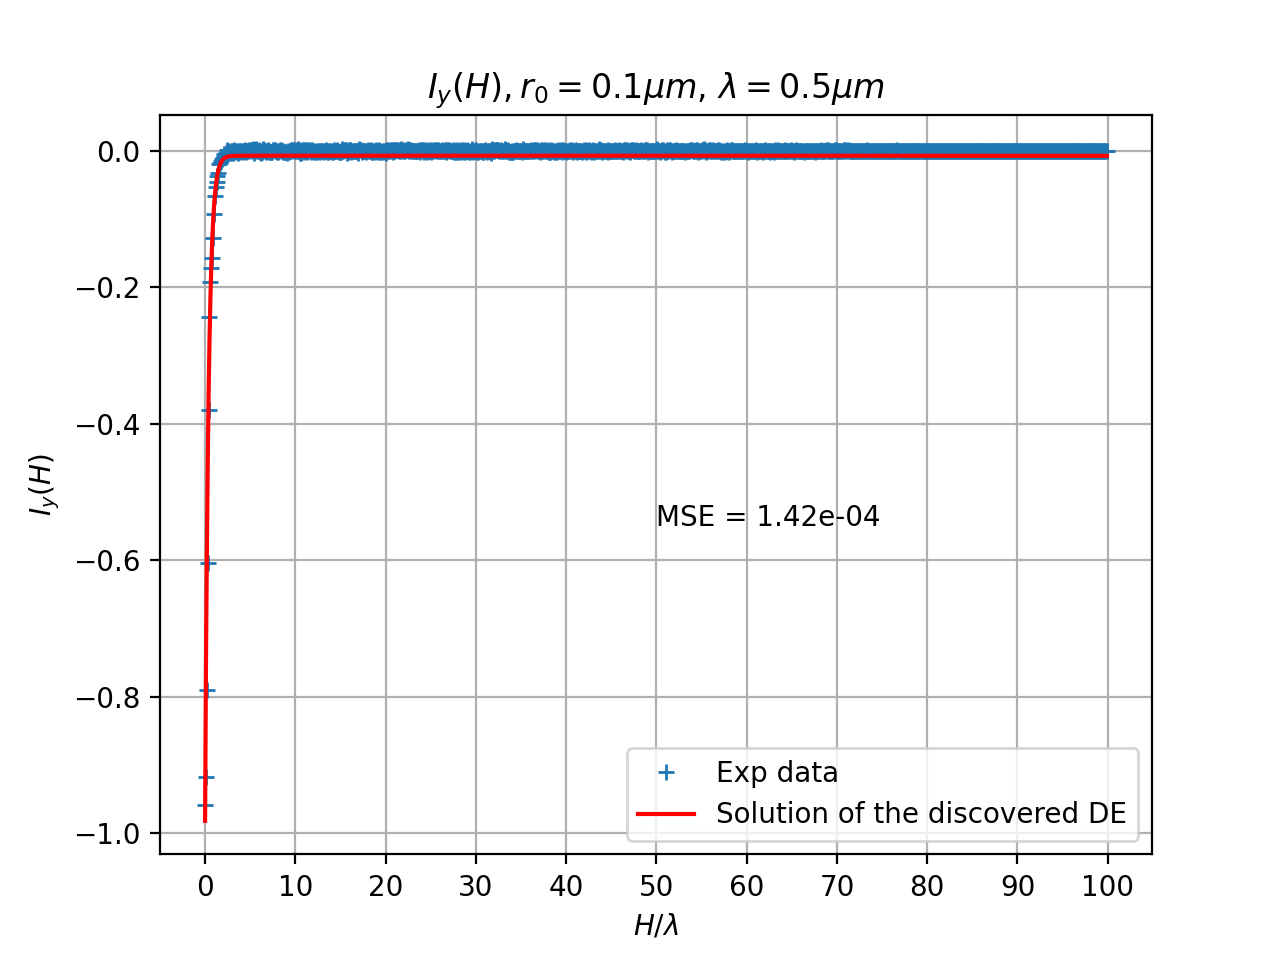 I_y(H), r_0 = 0.1μm, λ = 0.5μm
0.0
−0.2
−0.4
−0.6
−0.8
−1.0
I_y(H)
MSE = 1.42e-04
Exp data
Solution of the discovered DE
0 10 20 30 40 50 60 70 80 90 100
H/λ